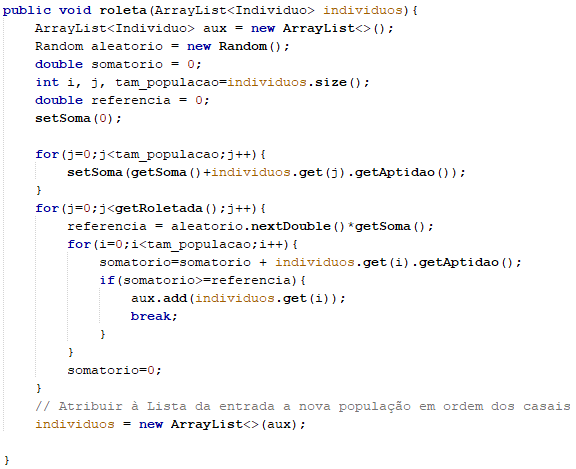 public void roleta(ArrayList<Individuo> individuos){
    ArrayList<Individuo> aux = new ArrayList<>();
    Random aleatorio = new Random();
    double somatorio = 0;
    int i, j, tam_populacao=individuos.size();
    double referencia = 0;
    setSoma(0);

    for(j=0;j<tam_populacao;j++){
        setSoma(getSoma()+individuos.get(j).getAptidao());
    }
    for(j=0;j<getRoletada();j++){
        referencia = aleatorio.nextDouble()*getSoma();
        for(i=0;i<tam_populacao;i++){
            somatorio=somatorio + individuos.get(i).getAptidao();
            if(somatorio>=referencia){
                aux.add(individuos.get(i));
                break;
            }
        }
        somatorio=0;
    }
    // Atribuir à Lista da entrada a nova população em ordem dos casais
    individuos = new ArrayList<>(aux);

}